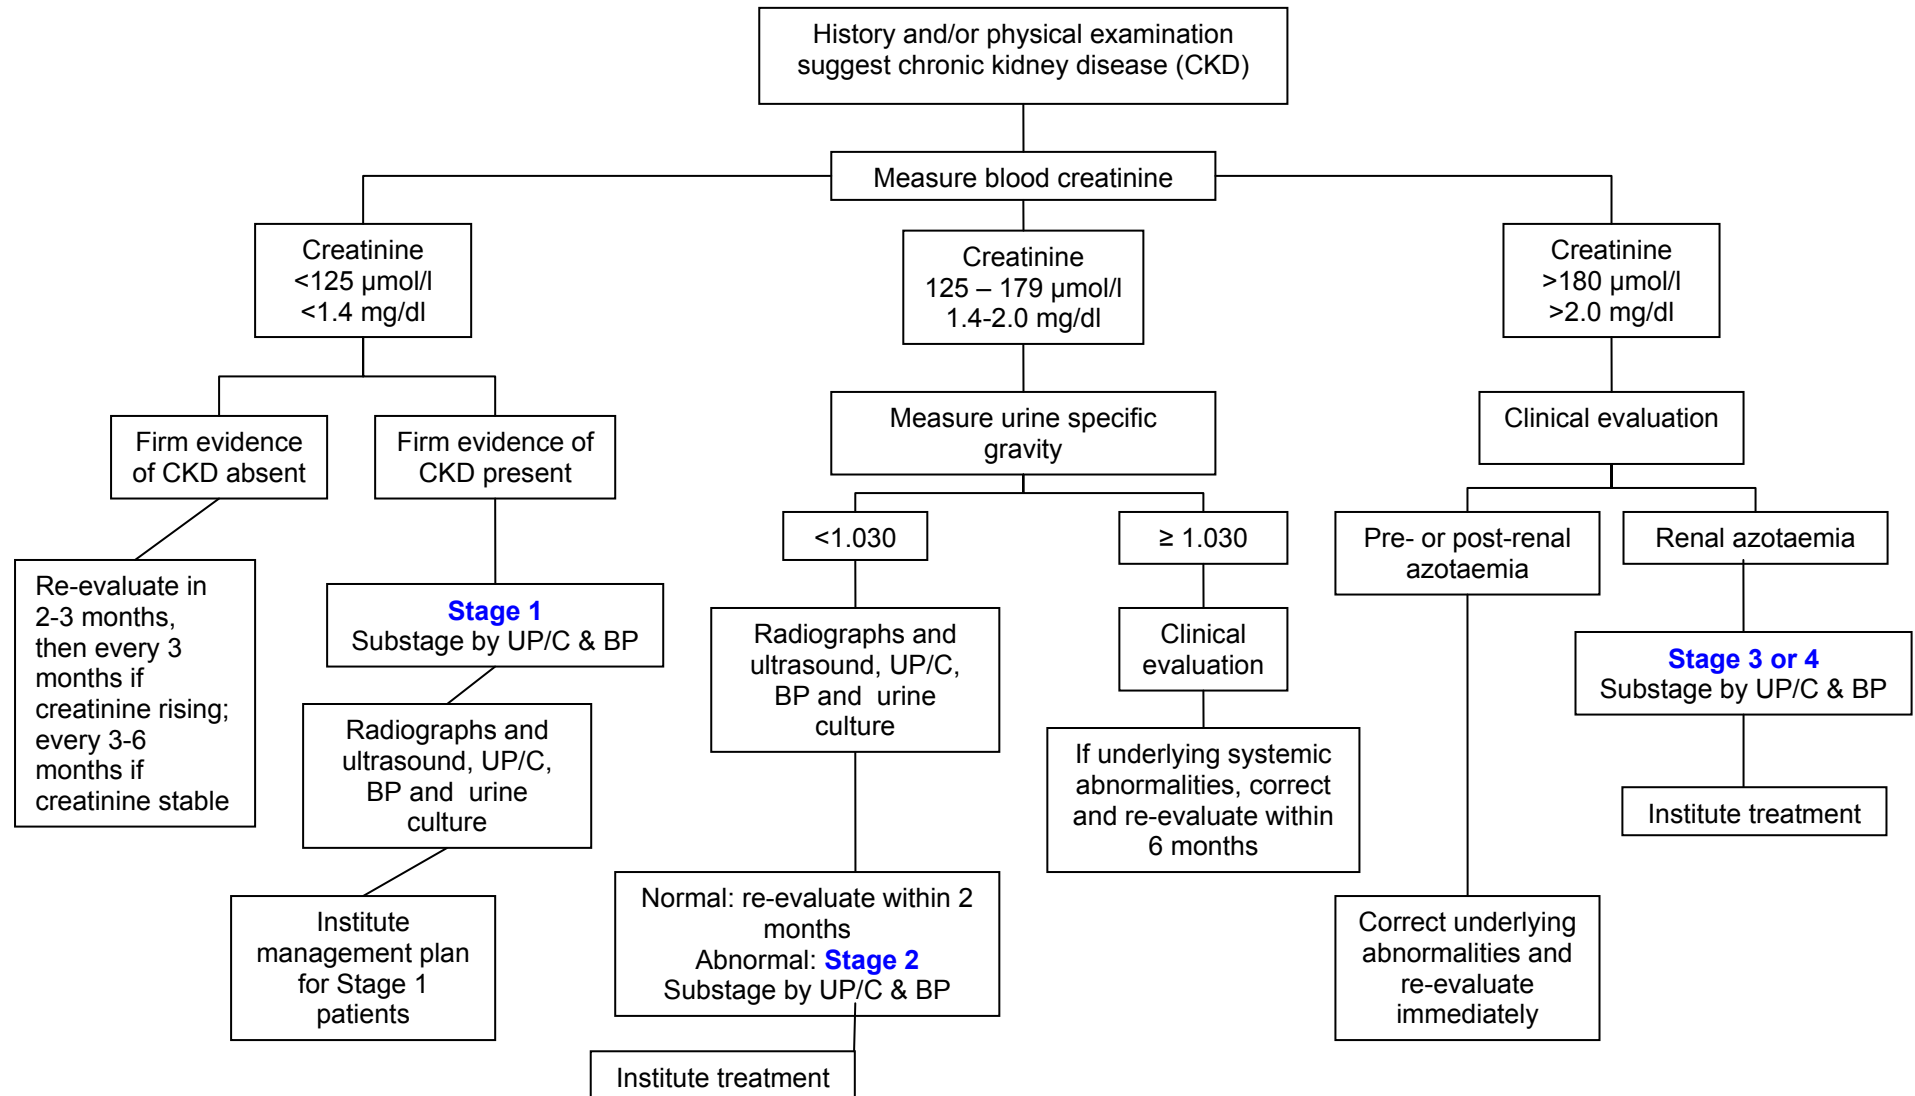 History and/or physical examination
suggest chronic kidney disease (CKD)
Measure blood creatinine
Creatinine
<125 µmol/l
<1.4 mg/dl
Creatinine
125 – 179 µmol/l
1.4-2.0 mg/dl
Creatinine
>180 µmol/l
>2.0 mg/dl
Firm evidence
of CKD absent
Firm evidence of
CKD present
Measure urine specific
gravity
Clinical evaluation
<1.030
≥ 1.030
Pre- or post-renal
azotaemia
Renal azotaemia
Re-evaluate in
2-3 months,
then every 3
months if
creatinine rising;
every 3-6
months if
creatinine stable
Stage 1
Substage by UP/C & BP
Radiographs and
ultrasound, UP/C,
BP and urine
culture
Clinical
evaluation
Stage 3 or 4
Substage by UP/C & BP
Radiographs and
ultrasound, UP/C,
BP and urine
culture
If underlying systemic
abnormalities, correct
and re-evaluate within
6 months
Institute treatment
Institute
management plan
for Stage 1
patients
Normal: re-evaluate within 2
months
Abnormal: Stage 2
Substage by UP/C & BP
Correct underlying
abnormalities and
re-evaluate
immediately
Institute treatment